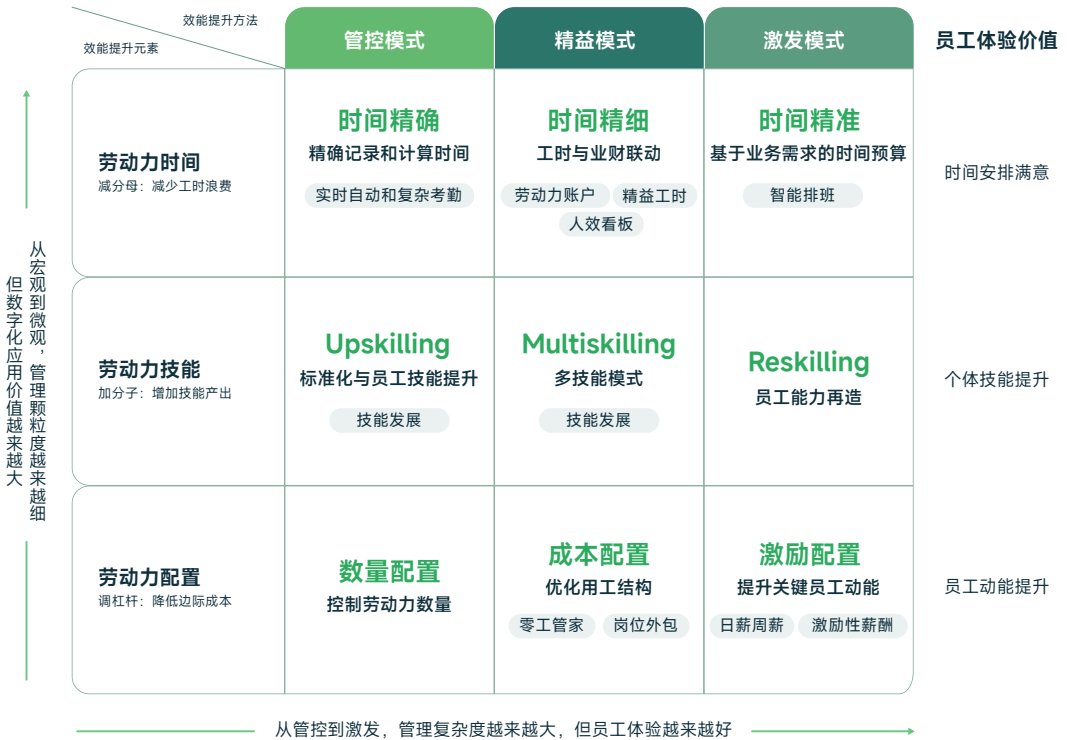 效能提升方法
效能提升元素
管控模式
精益模式
激发模式
员工体验价值
劳动力时间
减分母：减少工时浪费
时间精确
精确记录和计算时间
实时自动和复杂考勤
时间精细
工时与业财联动
劳动力账户
精益工时
人效看板
时间精准
基于业务需求的时间预算
智能排班
时间安排满意
劳动力技能
加分子：增加技能产出
Upskilling
标准化与员工技能提升
技能发展
Multiskilling
多技能模式
技能发展
Reskilling
员工能力再造
个体技能提升
劳动力配置
调杠杆：降低边际成本
数量配置
控制劳动力数量
成本配置
优化用工结构
零工管家
岗位外包
激励配置
提升关键员工动能
日薪周薪
激励性薪酬
员工动能提升
从宏观到微观，管理颗粒度越来越细
但数字化应用价值越来越大
从管控到激发，管理复杂度越来越大，但员工体验越来越好